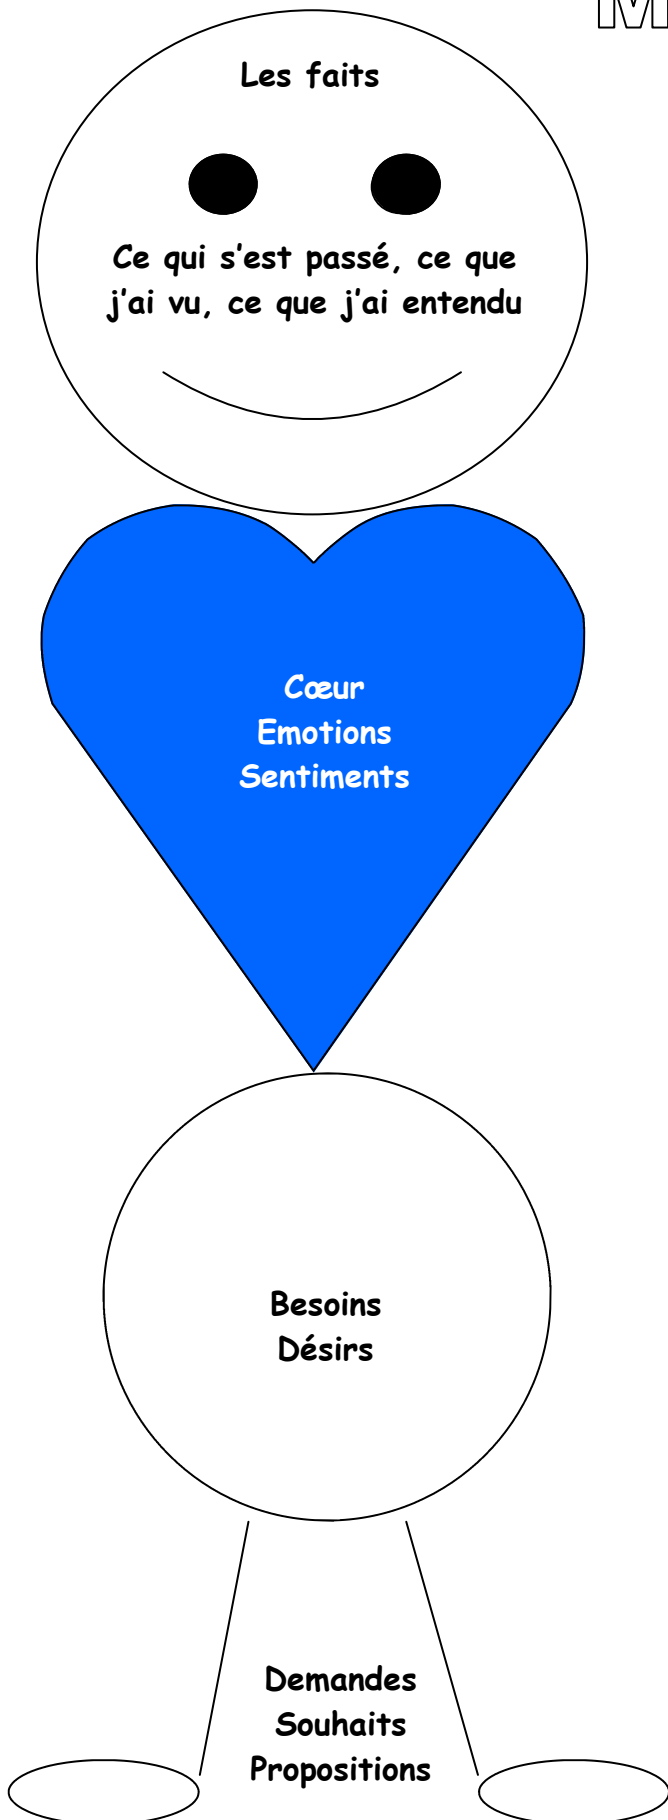 M
Les faits
Ce qui s'est passé, ce que
j'ai vu, ce que j'ai entendu
Cœur
Emotions
Sentiments
Besoins
Désirs
Demandes
Souhaits
Propositions